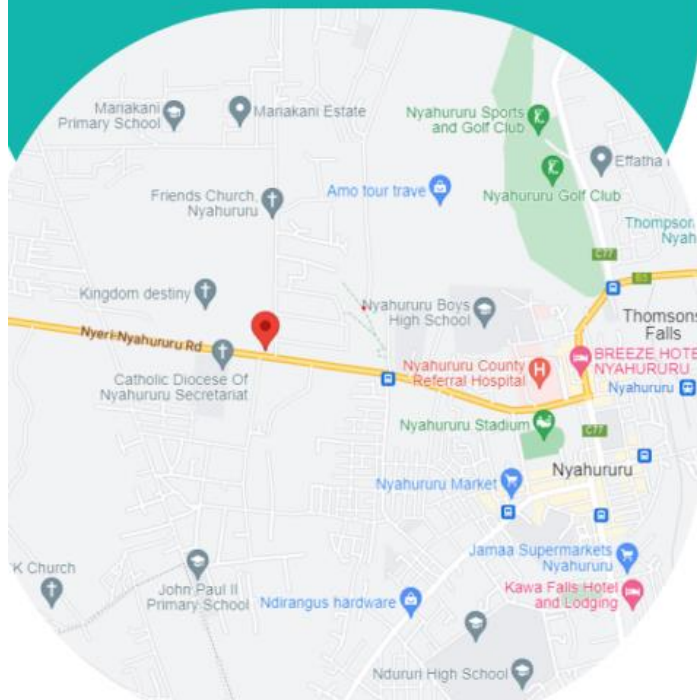 Mariakani
Primary School
Mariakani Estate
Nyahururu Sports
and Golf Club
Effatha
Friends Church,
Nyahururu
Amo tour trave
Nyahururu Golf Club
Nyah
C77
Kingdom destiny
Nyahururu Boys
High School
Thomsons
Falls
Nyeri-Nyahururu Rd
BREEZE HOTE
NYAHURURU
Catholic Diocese Of
Nyahururu Secretariat
Nyahururu County
Referral Hospital
H
Nyahururu
Nyahururu Stadium
C77
Nyahururu
Nyahururu Market
Jamaa Supermarkets
Nyahururu
K Church
John Paul II
Primary School
Ndirangus hardware
Kawa Falls Hotel
and Lodging
Ndururi High School